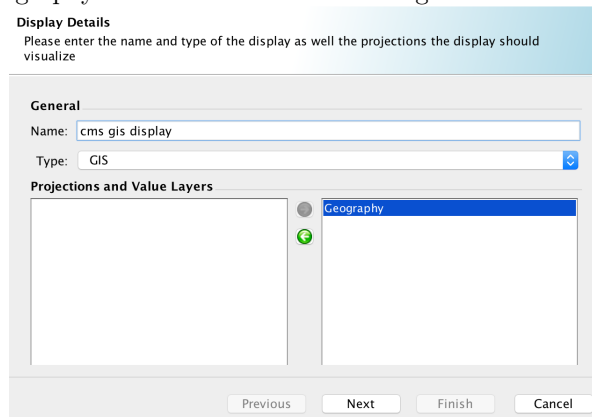 Display Details
Please enter the name and type of the display as well the projections the display should
visualize
General
Name: cms gis display
Type: GIS
Projections and Value Layers
Geography
Previous Next Finish Cancel